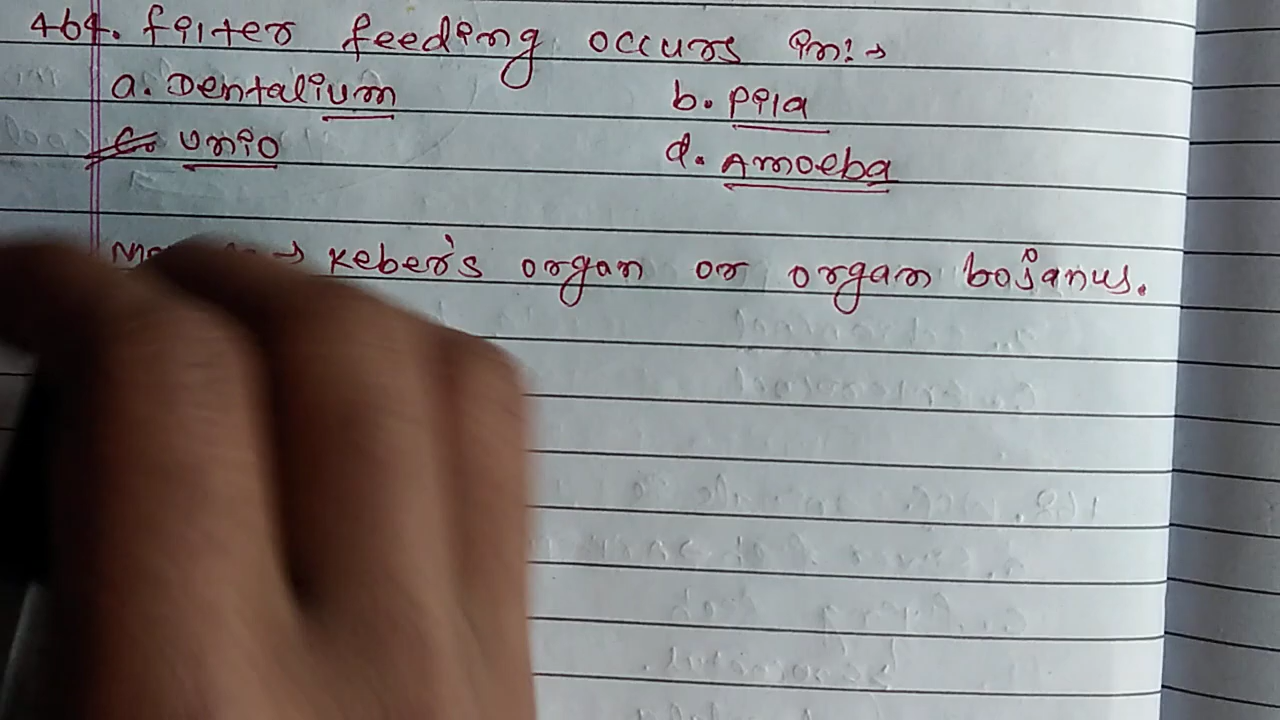 464. Filter feeding occurs in:→
a. Dentalium b. Pila
c. Unio d. Amoeba
→ Keber's organ or organ bojanus.